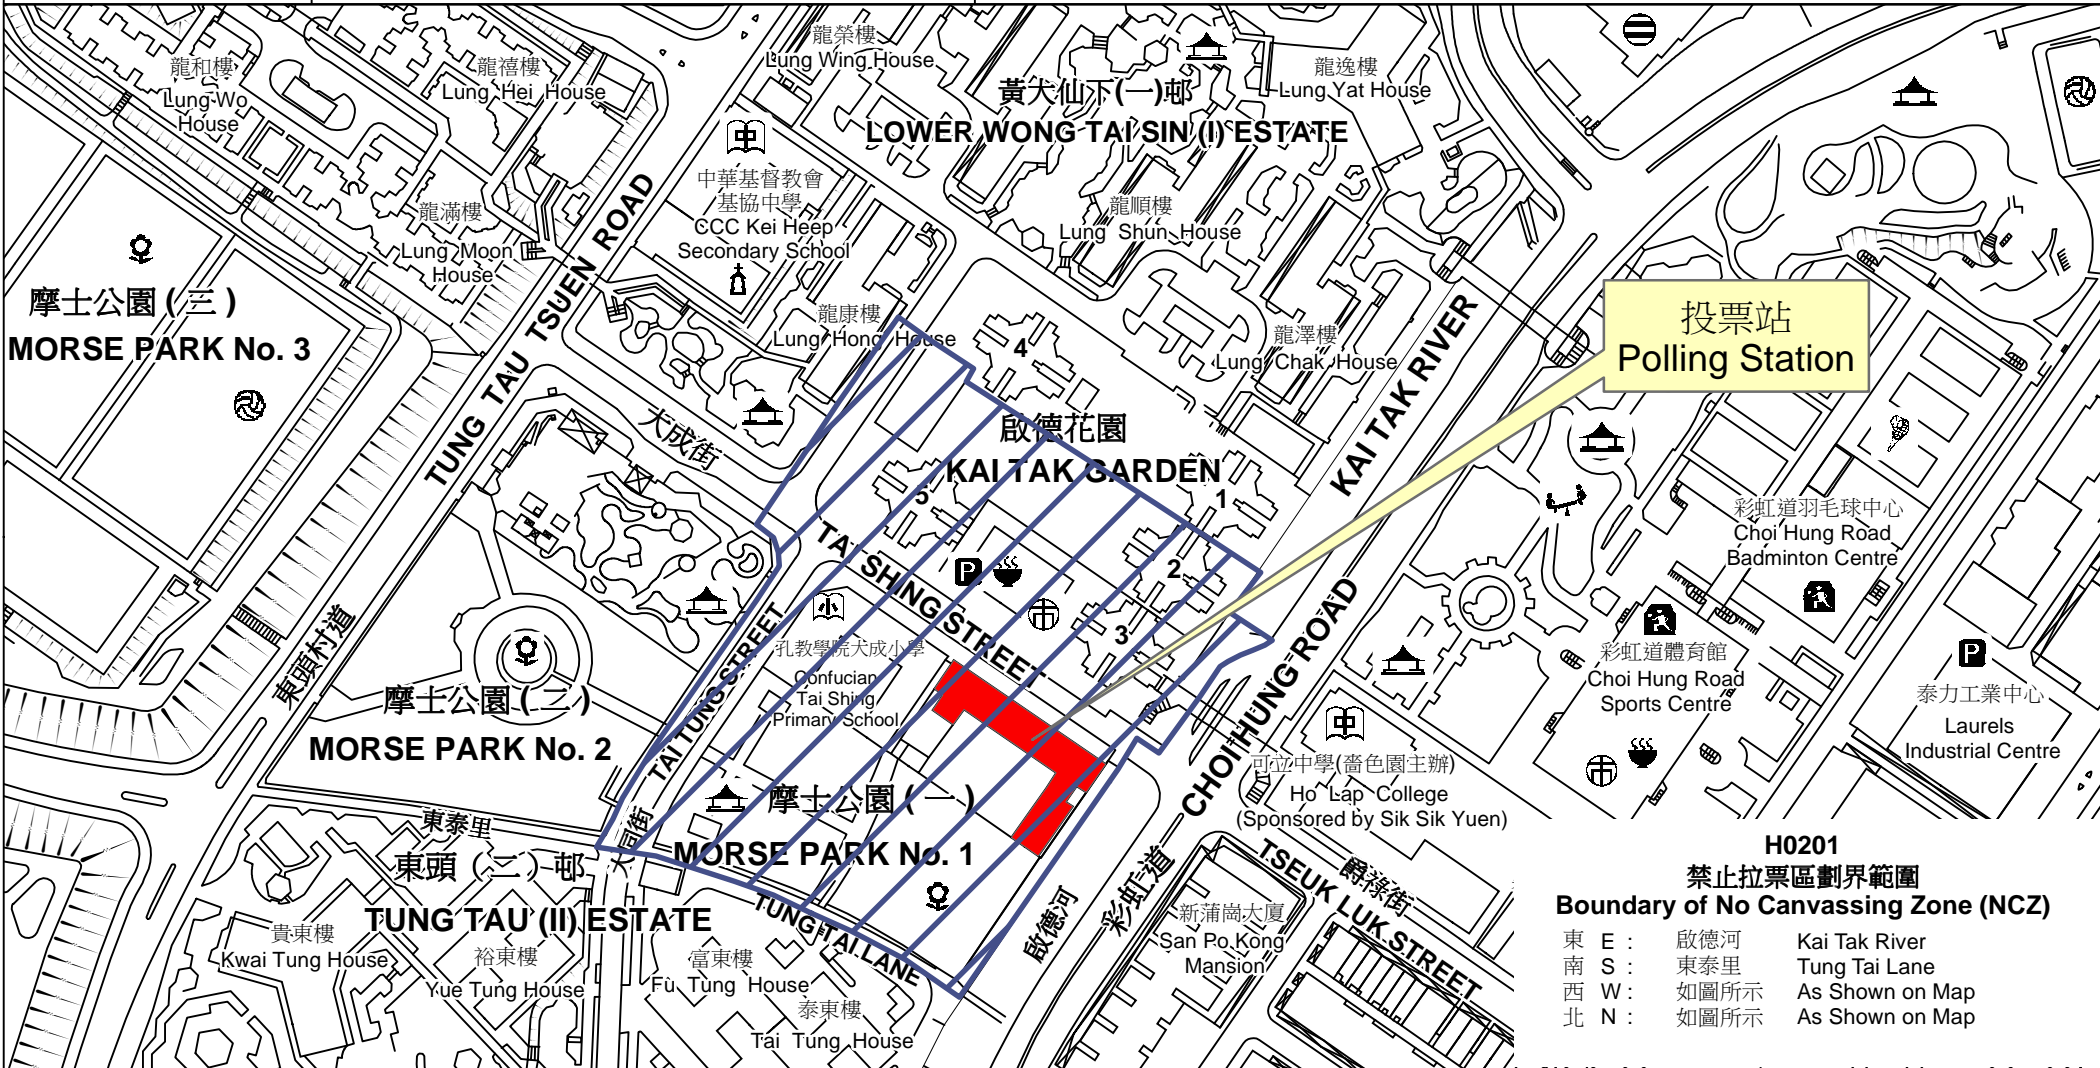 龍榮樓
Lung Wing House
龍和樓
Lung Wo
House
龍禧樓
Lung Hei House
黃大仙下(一)邨
LOWER WONG TAI SIN (I) ESTATE
龍逸樓
Lung Yat House
中
中華基督教會
基協中學
CCC Kei Heep
Secondary School
龍滿樓
Lung Moon
House
龍順樓
Lung Shun House
摩士公園 ( 三 )
MORSE PARK No. 3
TUNG TAU TSUEN ROAD
龍康樓
Lung Hong House
龍澤樓
Lung Chak House
KAI TAK RIVER
投票站
Polling Station
4
大成街
啟德花園
KAI TAK GARDEN
5
1
2
3
TAI SHING STREET
P
市
小
孔教學院大成小學
Confucian
Tai Shing
Primary School
TAI TUNG STREET
彩虹道羽毛球中心
Choi Hung Road
Badminton Centre
彩虹道體育館
Choi Hung Road
Sports Centre
市
P
泰力工業中心
Laurels
Industrial Centre
東頭村道
摩士公園 ( 二 )
MORSE PARK No. 2
CHOI HUNG ROAD
中
可立中學(嗇色園主辦)
Ho Lap College
(Sponsored by Sik Sik Yuen)
摩士公園 ( 一 )
MORSE PARK No. 1
東泰里
大同街
東頭（二）邨
TUNG TAU (II) ESTATE
貴東樓
Kwai Tung House
裕東樓
Yue Tung House
富東樓
Fu Tung House
泰東樓
Tai Tung House
TUNG TAI LANE
啟德河
彩虹道
新蒲崗大廈
San Po Kong
Mansion
爵祿街
TSEUK LUK STREET
H0201
禁止拉票區劃界範圍
Boundary of No Canvassing Zone (NCZ)
東 E : 啟德河 Kai Tak River
南 S : 東泰里 Tung Tai Lane
西 W : 如圖所示 As Shown on Map
北 N : 如圖所示 As Shown on Map